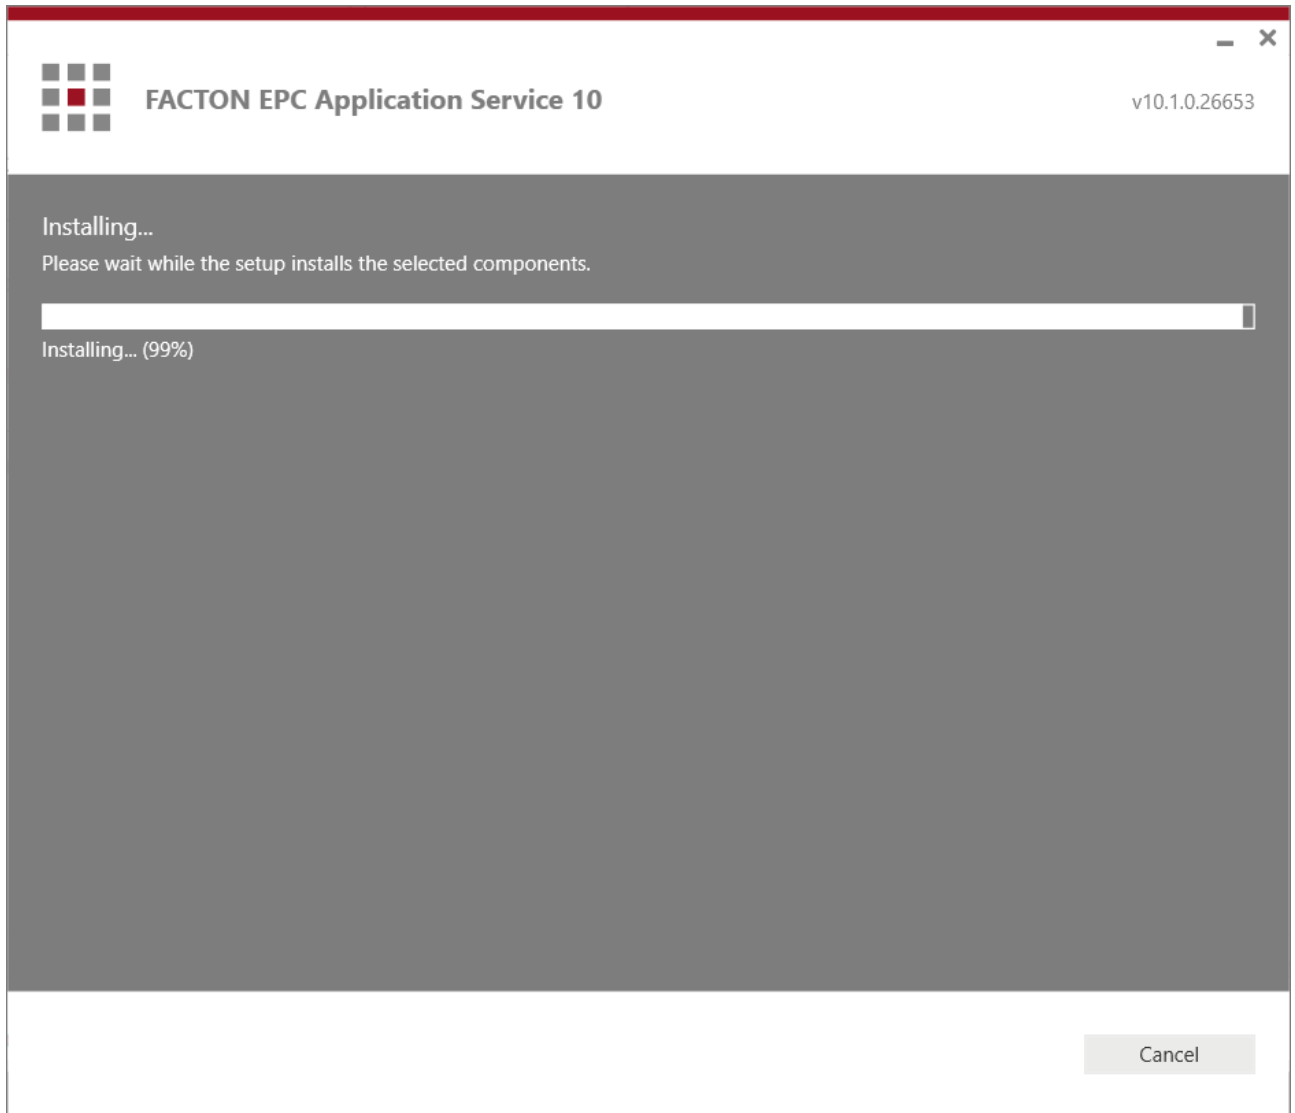 FACTON EPC Application Service 10
v10.1.0.26653
Installing...
Please wait while the setup installs the selected components.
Installing... (99%)
Cancel